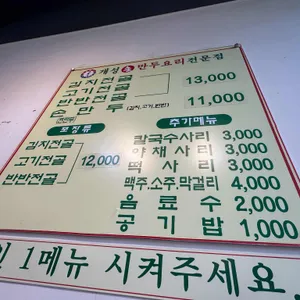 개성 손 만두요리 전문점
김치전골
고기전골 13,000
반반전골
손만두 (김치,고기,반반) 11,000
포장류
김치전골
고기전골 12,000
반반전골
추가메뉴
칼국수사리 3,000
야채사리 3,000
떡사리 3,000
맥주.소주.막걸리 4,000
음료수 2,000
공기밥 1,000
인 1메뉴 시켜주세요.